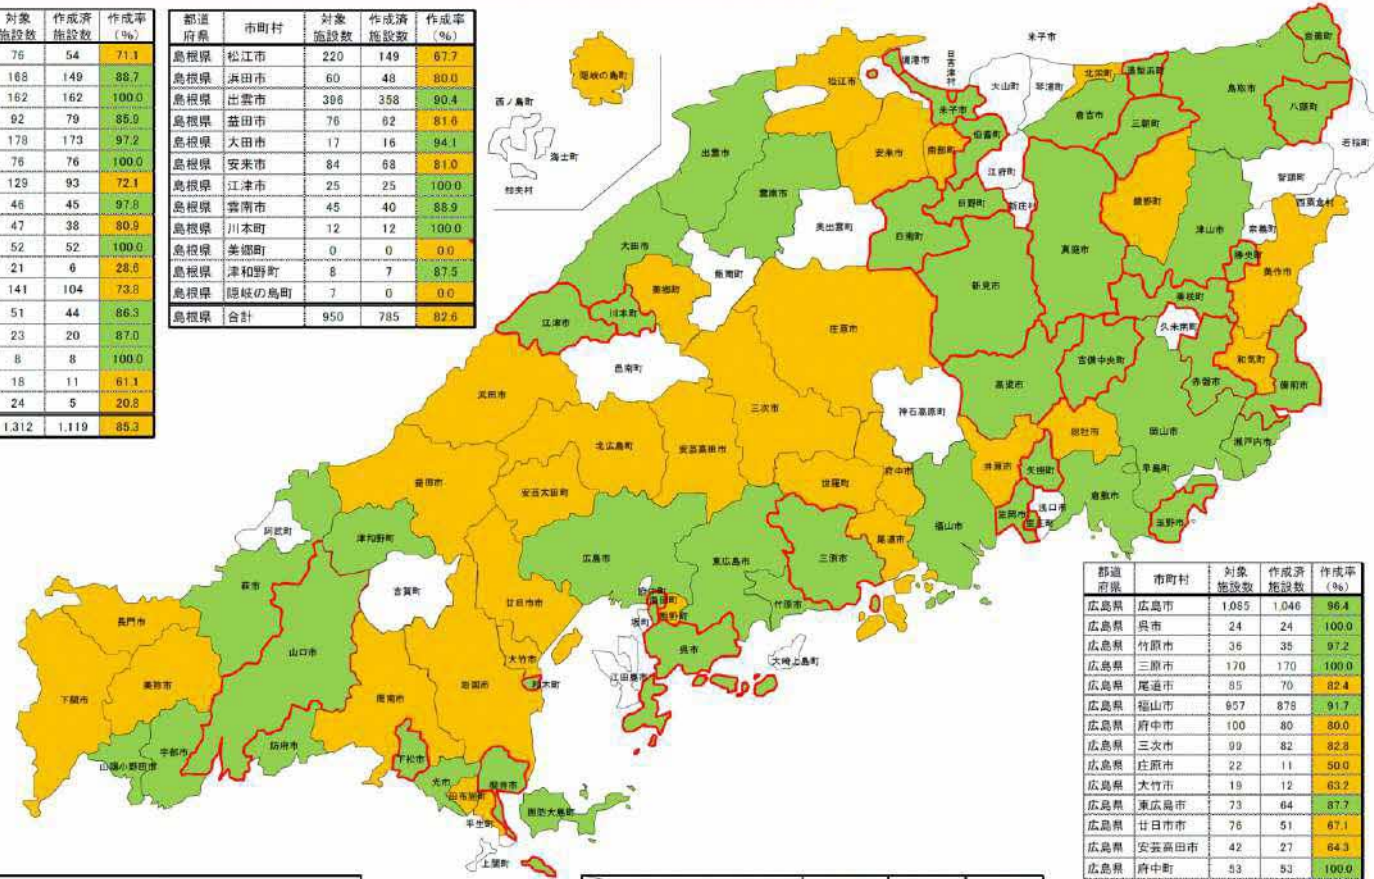 対象 施設数 作成済 施設数 作成率 (%)
76 54 71.1
168 149 88.7
162 162 100.0
92 79 85.9
178 173 97.2
76 76 100.0
129 93 72.1
46 45 97.8
47 38 80.9
52 52 100.0
21 6 28.6
141 104 73.8
51 44 86.3
23 20 87.0
8 8 100.0
18 11 61.1
24 5 20.8
1,312 1,119 85.3
都道府県 市町村 対象施設数 作成済施設数 作成率(%)
島根県 松江市 220 149 67.7
島根県 浜田市 60 48 80.0
島根県 出雲市 396 358 90.4
島根県 益田市 76 62 81.6
島根県 大田市 17 16 94.1
島根県 安来市 84 68 81.0
島根県 江津市 25 25 100.0
島根県 雲南市 45 40 88.9
島根県 川本町 12 12 100.0
島根県 美郷町 0 0 0.0
島根県 津和野町 8 7 87.5
島根県 隠岐の島町 7 0 0.0
島根県 合計 950 785 82.6
隠岐の島町
西ノ島町
海士町
知夫村
松江市
境港市
日吉津村
米子市
米子市
大山町
琴浦町
北栄町
湯梨浜町
岩美町
鳥取市
八頭町
若桜町
智頭町
倉吉市
三朝町
伯耆町
南部町
安来市
出雲市
雲南市
奥出雲町
江府町
日野町
日南町
新庄村
真庭市
鏡野町
津山市
西粟倉村
奈義町
勝央町
美作市
美咲町
久米南町
新見市
大田市
飯南町
美郷町
川本町
江津市
邑南町
庄原市
吉備中央町
高梁市
赤磐市
和気町
備前市
浜田市
三次市
神石高原町
北広島町
安芸高田市
総社市
岡山市
瀬戸内市
井原市
矢掛町
早島町
倉敷市
浅口市
笠岡市
里庄町
玉野市
益田市
安芸太田町
世羅町
府中市
福山市
尾道市
阿武町
津和野町
広島市
東広島市
三原市
竹原市
萩市
吉賀町
廿日市市
府中町
海田町
熊野町
坂町
呉市
大崎上島町
江田島市
長門市
山口市
大竹市
和木町
岩国市
周南市
美祢市
下関市
防府市
宇部市
山陽小野田市
下松市
光市
柳井市
田布施町
平生町
周防大島町
上関町
都道府県 市町村 対象施設数 作成済施設数 作成率(%)
広島県 広島市 1,085 1,046 96.4
広島県 呉市 24 24 100.0
広島県 竹原市 36 35 97.2
広島県 三原市 170 170 100.0
広島県 尾道市 85 70 82.4
広島県 福山市 957 878 91.7
広島県 府中市 100 80 80.0
広島県 三次市 99 82 82.8
広島県 庄原市 22 11 50.0
広島県 大竹市 19 12 63.2
広島県 東広島市 73 64 87.7
広島県 廿日市市 76 51 67.1
広島県 安芸高田市 42 27 64.3
広島県 府中町 53 53 100.0